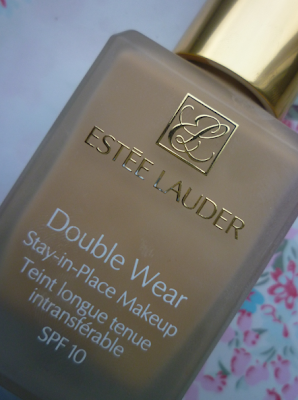 ESTĒE LAUDER
Double Wear
Stay-in-Place Makeup
Teint longue tenue
intransférable
SPF 10